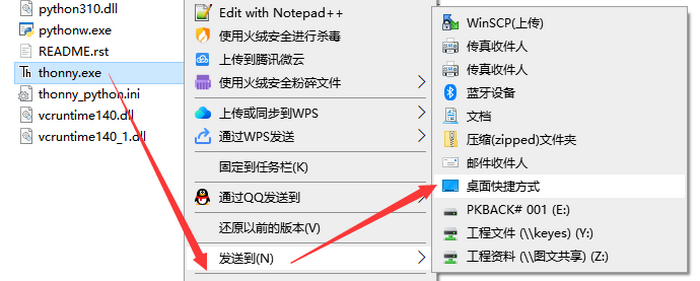 python310.dll
pythonw.exe
README.rst
thonny.exe
thonny_python.ini
vcruntime140.dll
vcruntime140_1.dll
Edit with Notepad++
使用火绒安全进行杀毒
上传到腾讯微云
使用火绒安全粉碎文件
上传或同步到WPS
通过WPS发送
固定到任务栏(K)
通过QQ发送到
还原以前的版本(V)
发送到(N)
WinSCP(上传)
传真收件人
传真收件人
蓝牙设备
文档
压缩(zipped)文件夹
邮件收件人
桌面快捷方式
PKBACK# 001 (E:)
工程文件 (\\keyes) (Y:)
工程资料 (\\图文共享) (Z:)